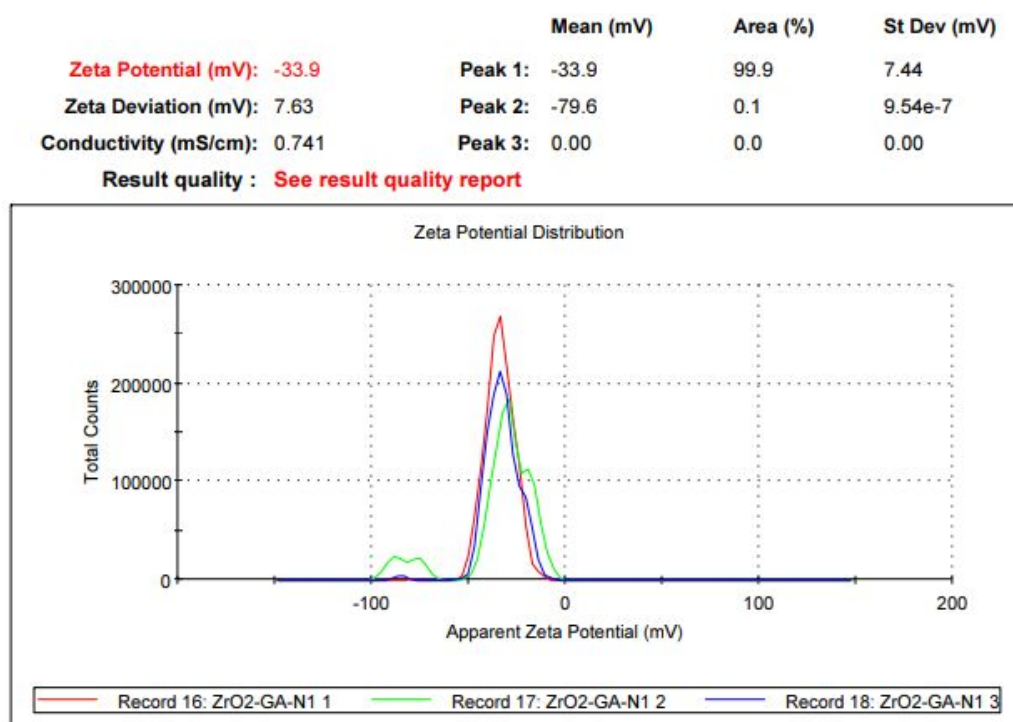 Mean (mV) Area (%) St Dev (mV)
Zeta Potential (mV): -33.9 Peak 1: -33.9 99.9 7.44
Zeta Deviation (mV): 7.63 Peak 2: -79.6 0.1 9.54e-7
Conductivity (mS/cm): 0.741 Peak 3: 0.00 0.0 0.00
Result quality : See result quality report
Zeta Potential Distribution
300000
200000
100000
0
Total Counts
-100 0 100 200
Apparent Zeta Potential (mV)
Record 16: ZrO2-GA-N1 1 Record 17: ZrO2-GA-N1 2 Record 18: ZrO2-GA-N1 3